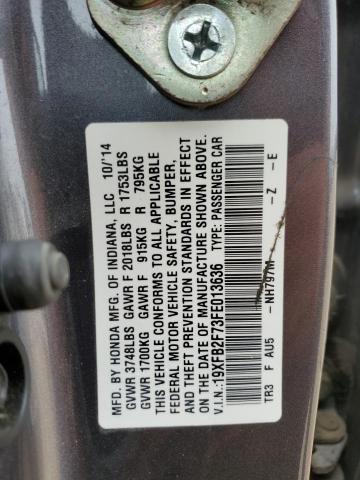 MFG. BY HONDA MFG. OF INDIANA, LLC 10/'14
GVWR 3748LBS GAWR F 2018LBS R 1753LBS
GVWR 1700KG GAWR F 915KG R 795KG
THIS VEHICLE CONFORMS TO ALL APPLICABLE
FEDERAL MOTOR VEHICLE SAFETY, BUMPER,
AND THEFT PREVENTION STANDARDS IN EFFECT
ON THE DATE OF MANUFACTURE SHOWN ABOVE.
V.I.N.:19XFB2F73FE013636 TYPE: PASSENGER CAR
TR3 F AU5 -NH797M -Z -E